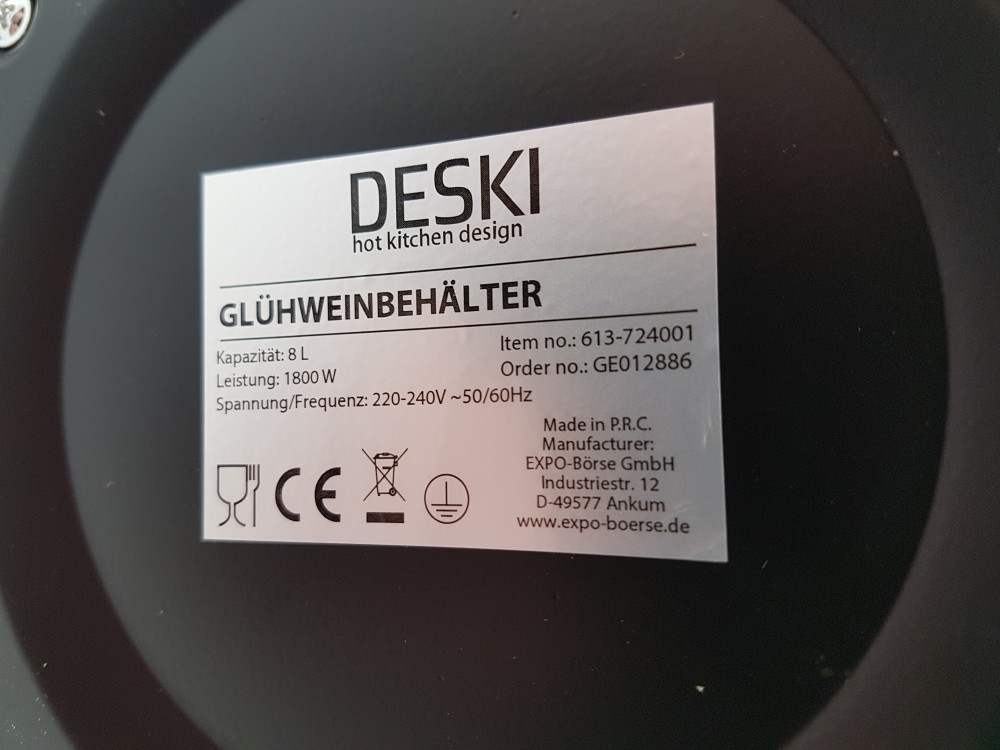 DESKI
hot kitchen design
GLÜHWEINBEHÄLTER
Kapazität: 8 L
Leistung: 1800 W
Spannung/Frequenz: 220-240V ~50/60Hz
Item no.: 613-724001
Order no.: GE012886
Made in P.R.C.
Manufacturer:
EXPO-Börse GmbH
Industriestr. 12
D-49577 Ankum
www.expo-boerse.de
CE